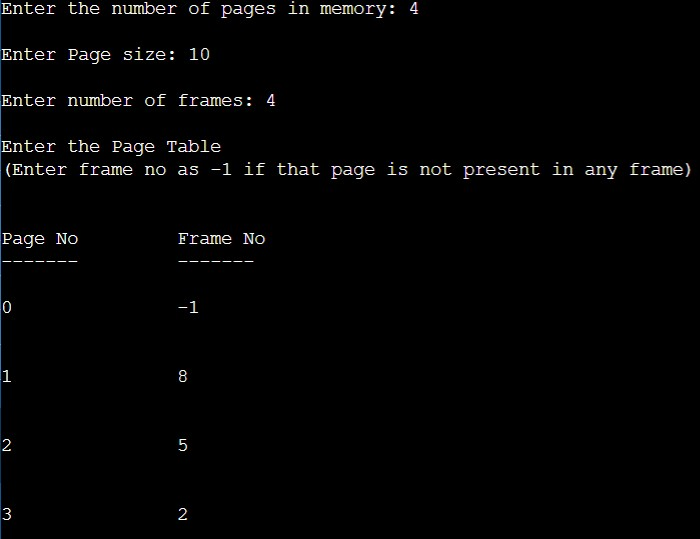 Enter the number of pages in memory: 4
Enter Page size: 10
Enter number of frames: 4
Enter the Page Table
(Enter frame no as -1 if that page is not present in any frame)
Page No Frame No
------- -------
0 -1
1 8
2 5
3 2